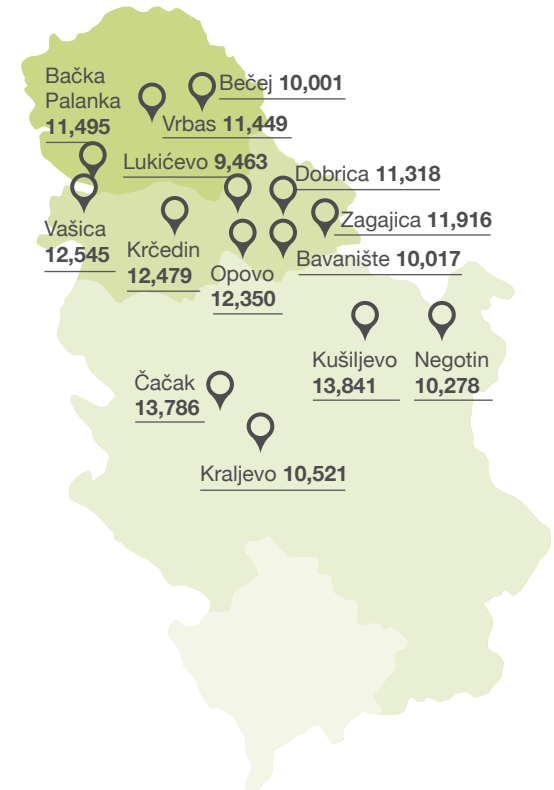 Bačka
Palanka
11,495
Bečej 10,001
Vrbas 11,449
Lukićevo 9,463
Dobrica 11,318
Vašica
12,545
Krčedin
12,479
Opovo
12,350
Zagajica 11,916
Bavanište 10,017
Kušiljevo
13,841
Negotin
10,278
Čačak
13,786
Kraljevo 10,521